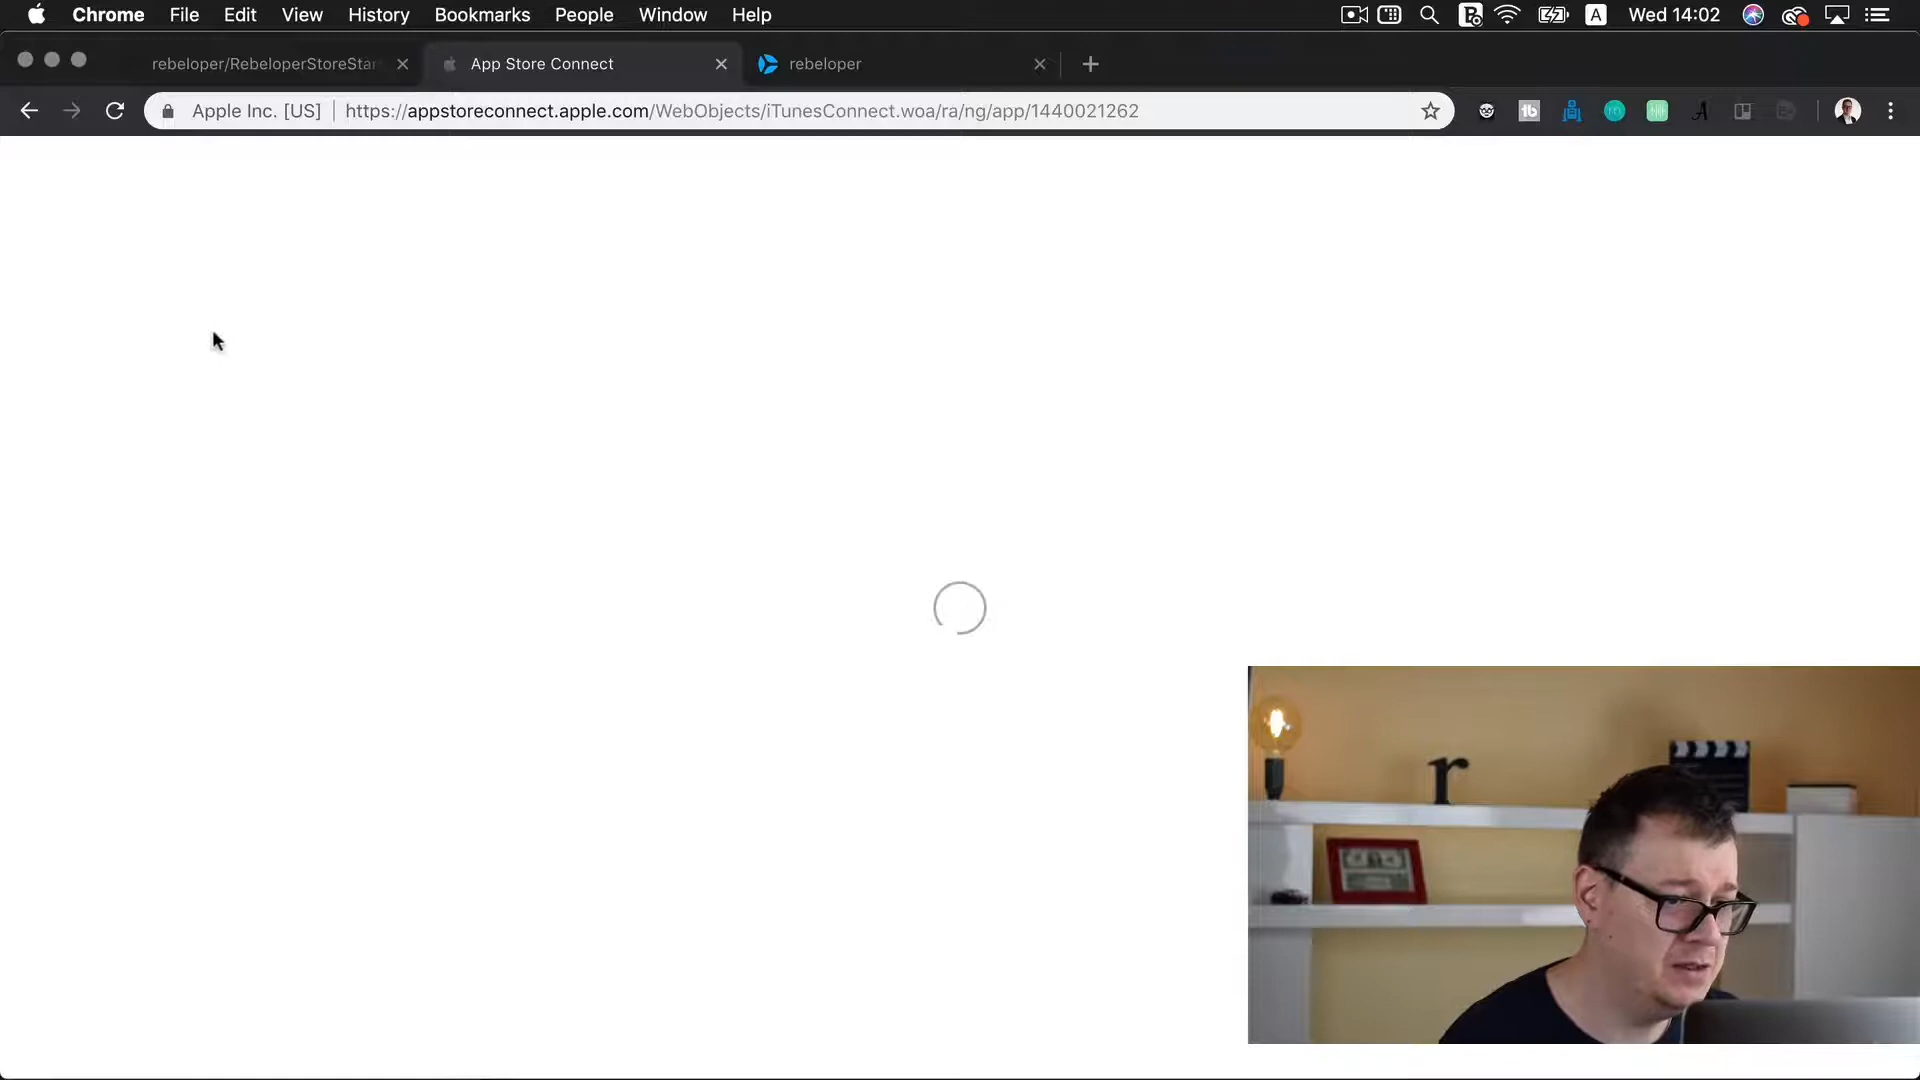 Chrome File Edit View History Bookmarks People Window Help A Wed 14:02
rebeloper/RebeloperStoreStar App Store Connect rebeloper
Apple Inc. [US] https://appstoreconnect.apple.com/WebObjects/iTunesConnect.woa/ra/ng/app/1440021262
r